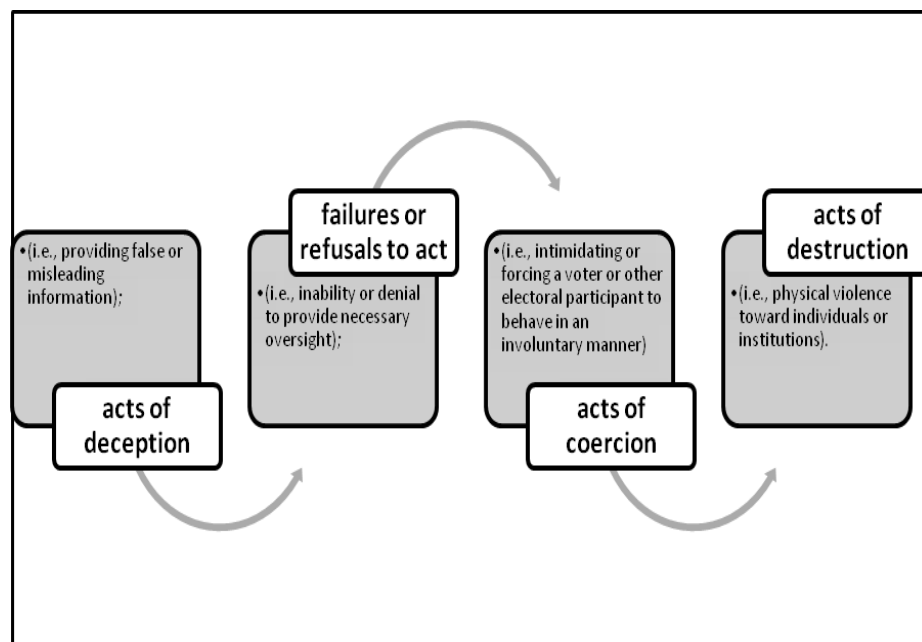 •(i.e., providing false or
misleading
information);
acts of
deception
failures or
refusals to act
•(i.e., inability or denial
to provide necessary
oversight);
•(i.e., intimidating or
forcing a voter or other
electoral participant to
behave in an
involuntary manner)
acts of
coercion
acts of
destruction
•(i.e., physical violence
toward individuals or
institutions).